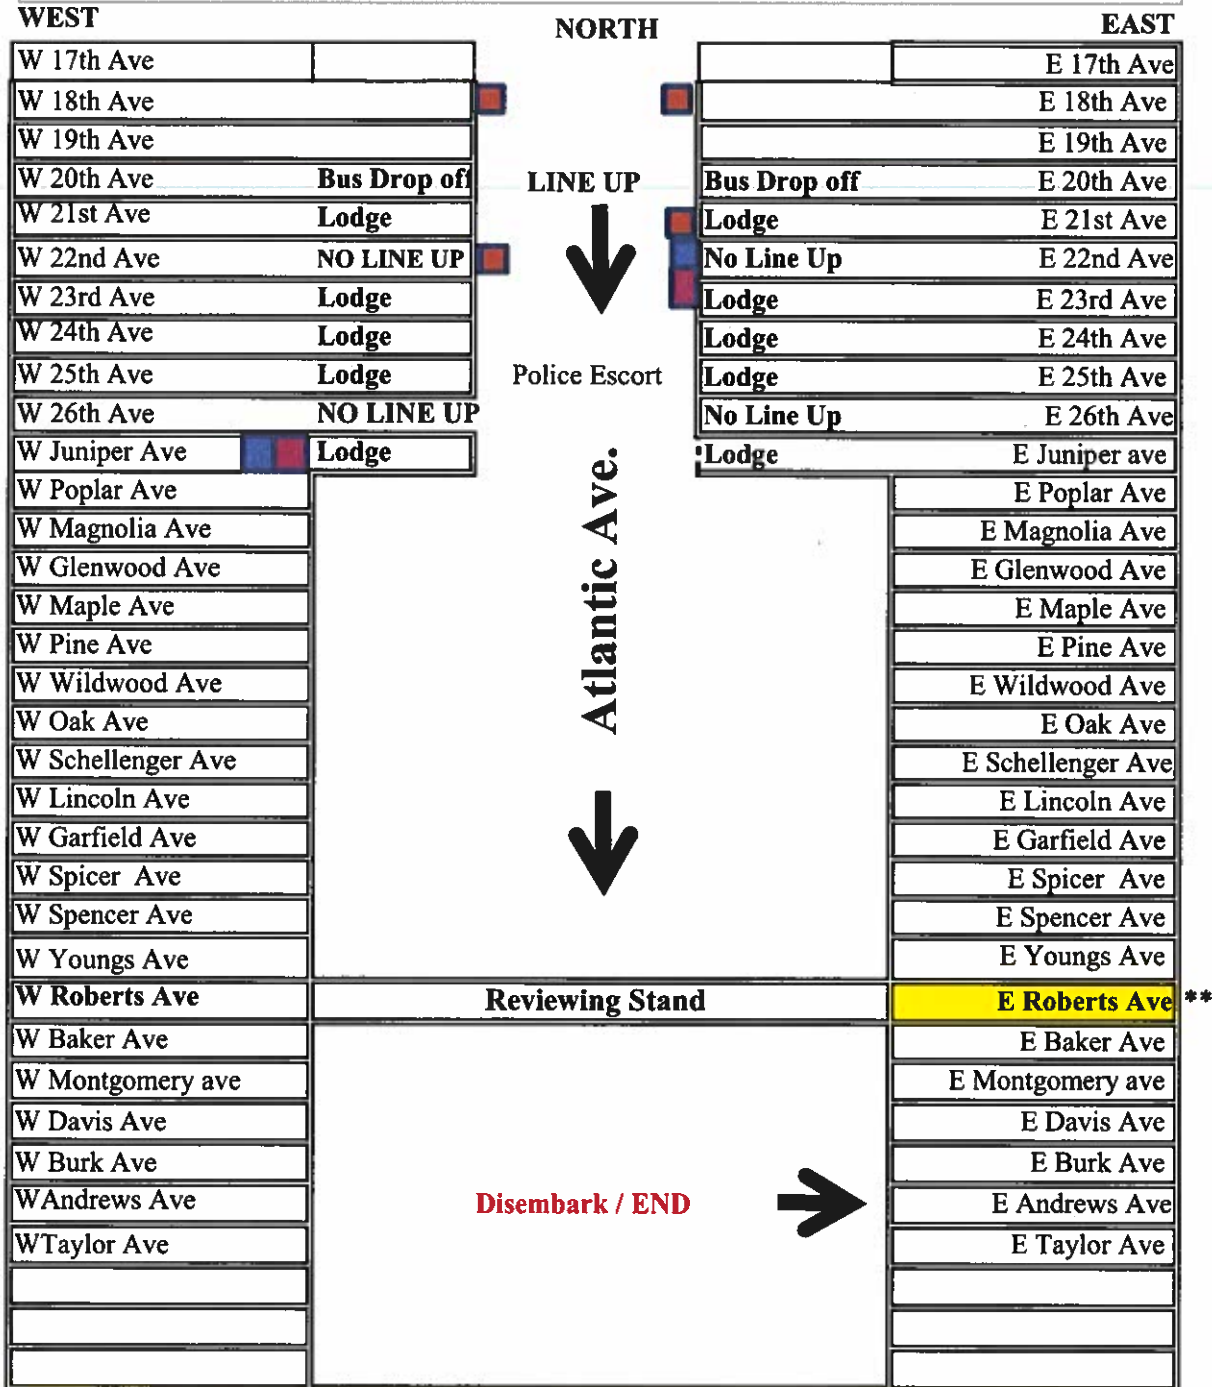 WEST NORTH EAST
W 17th Ave E 17th Ave
W 18th Ave E 18th Ave
W 19th Ave E 19th Ave
W 20th Ave Bus Drop off LINE UP Bus Drop off E 20th Ave
W 21st Ave Lodge Lodge E 21st Ave
W 22nd Ave NO LINE UP No Line Up E 22nd Ave
W 23rd Ave Lodge Lodge E 23rd Ave
W 24th Ave Lodge Lodge E 24th Ave
W 25th Ave Lodge Police Escort Lodge E 25th Ave
W 26th Ave NO LINE UP No Line Up E 26th Ave
W Juniper Ave Lodge Lodge E Juniper ave
W Poplar Ave E Poplar Ave
W Magnolia Ave E Magnolia Ave
W Glenwood Ave E Glenwood Ave
W Maple Ave E Maple Ave
Atlantic Ave.
W Pine Ave E Pine Ave
W Wildwood Ave E Wildwood Ave
W Oak Ave E Oak Ave
W Schellenger Ave E Schellenger Ave
W Lincoln Ave E Lincoln Ave
W Garfield Ave E Garfield Ave
W Spicer Ave E Spicer Ave
W Spencer Ave E Spencer Ave
W Youngs Ave E Youngs Ave
W Roberts Ave Reviewing Stand E Roberts Ave **
W Baker Ave E Baker Ave
W Montgomery ave E Montgomery ave
W Davis Ave E Davis Ave
W Burk Ave E Burk Ave
WAndrews Ave Disembark / END E Andrews Ave
WTaylor Ave E Taylor Ave